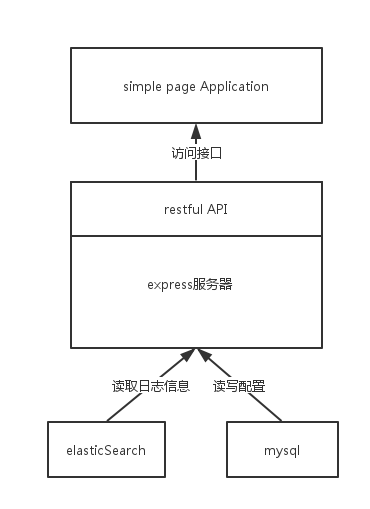 simple page Application
访问接口
restful API
express服务器
读取日志信息
读写配置
elasticSearch
mysql